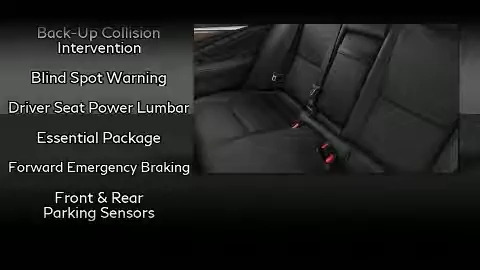 Back-Up Collision
Intervention
Blind Spot Warning
Driver Seat Power Lumbar
Essential Package
Forward Emergency Braking
Front & Rear
Parking Sensors